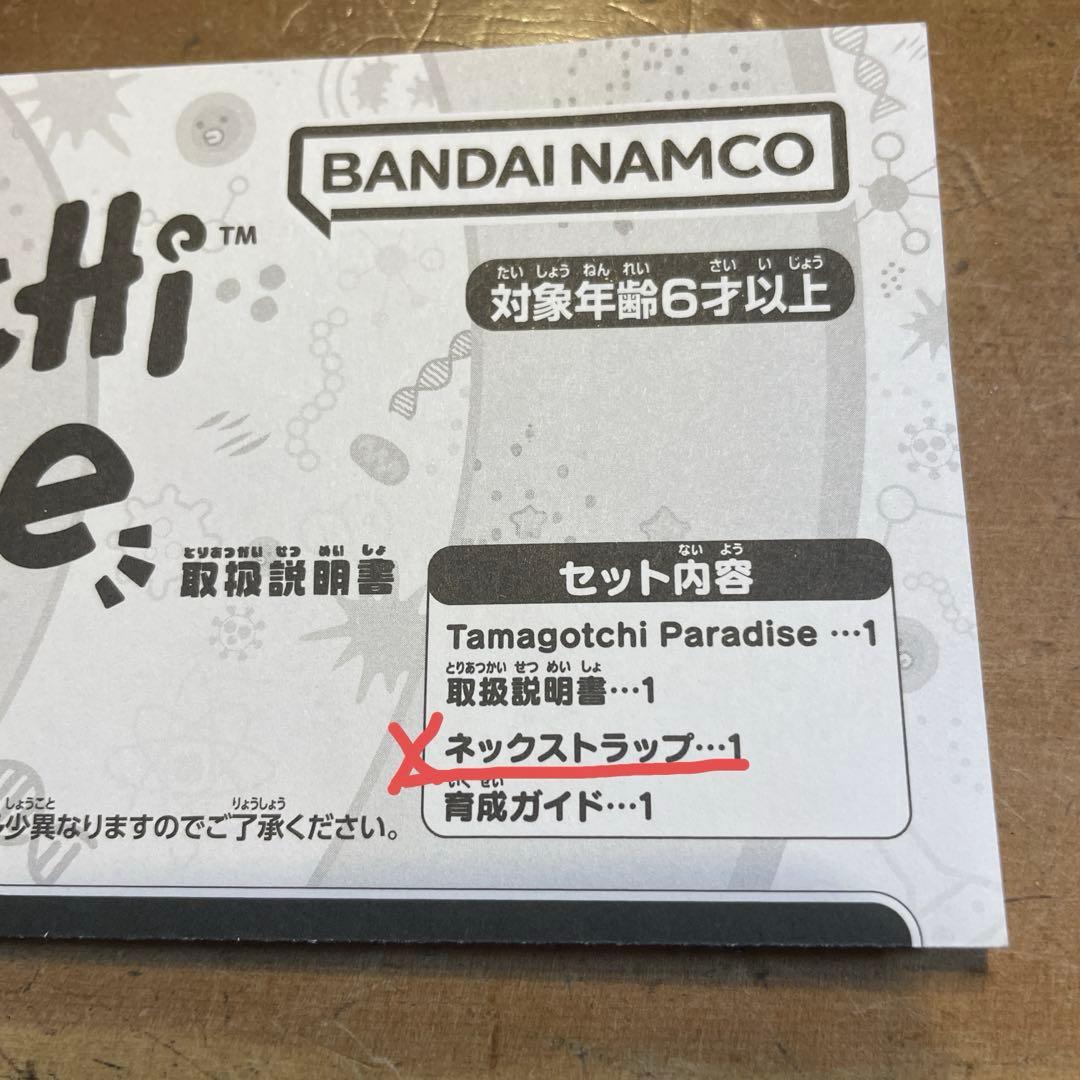 BANDAI NAMCO
tcHi™
たい しょう ねん れい さい い じょう
対象年齢6才以上
e
とりあつかい せつ めい しょ
取扱説明書
ない よう
セット内容
Tamagotchi Paradise …1
とりあつかい せつ めい しょ
取扱説明書…1
X ネックストラップ…1
いく せい
育成ガイド…1
しょうこと りょうしょう
少異なりますのでご了承ください。